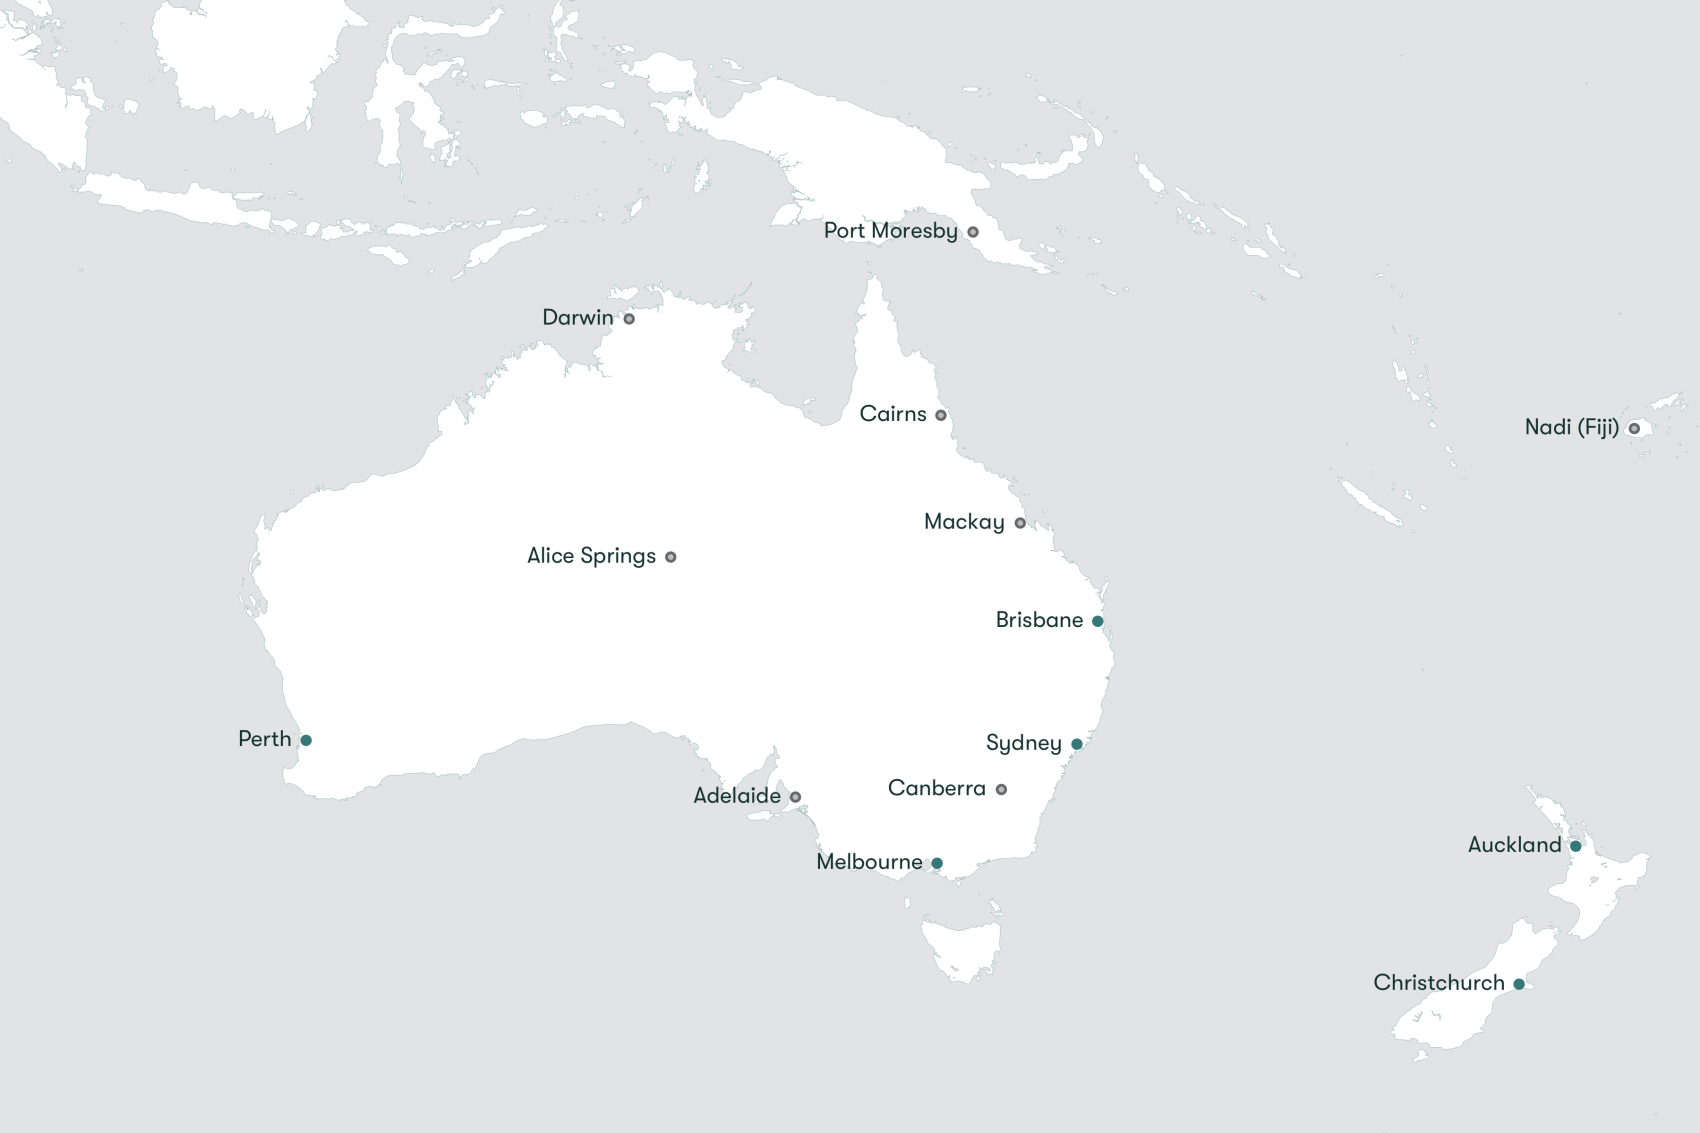 Port Moresby
Darwin
Cairns
Nadi (Fiji)
Mackay
Alice Springs
Brisbane
Perth
Sydney
Canberra
Adelaide
Auckland
Melbourne
Christchurch